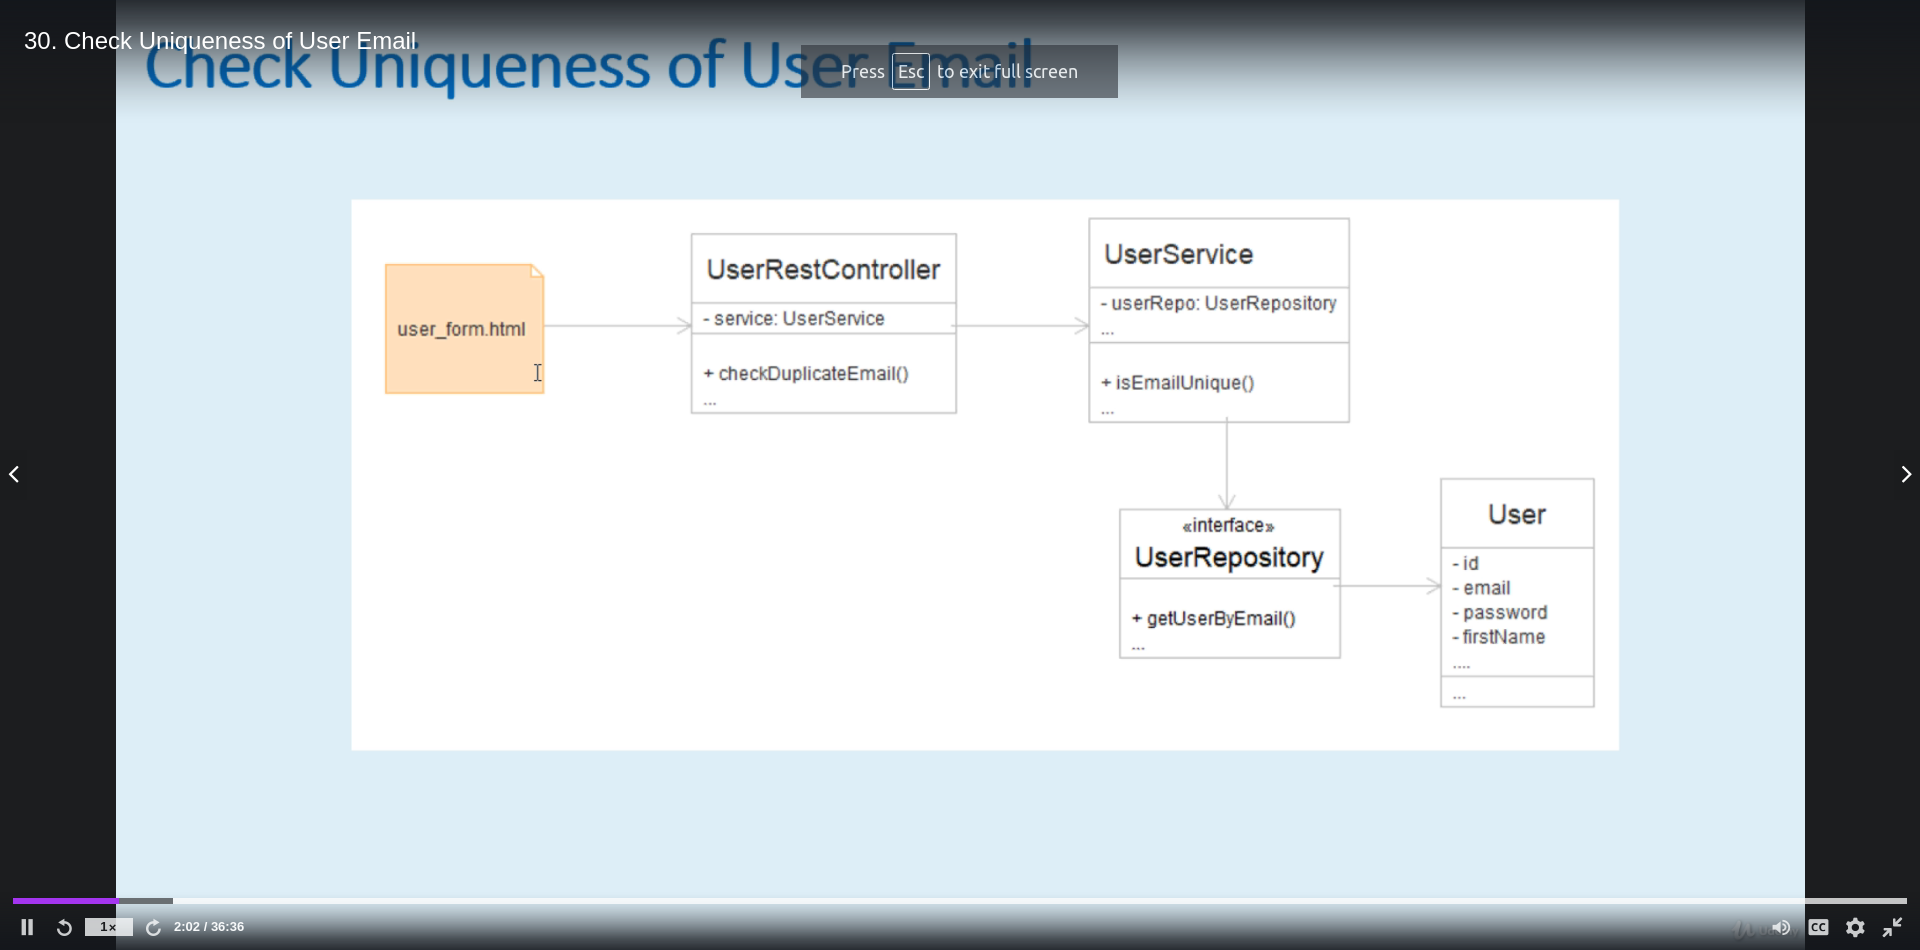 30. Check Uniqueness of User Email
Check Uniqueness of User Email
Press Esc to exit full screen
user_form.html
UserRestController
- service: UserService
+ checkDuplicateEmail()
...
UserService
- userRepo: UserRepository
...
+ isEmailUnique()
...
«interface»
UserRepository
+ getUserByEmail()
...
User
- id
- email
- password
- firstName
....
...
1×
2:02 / 36:36
CC